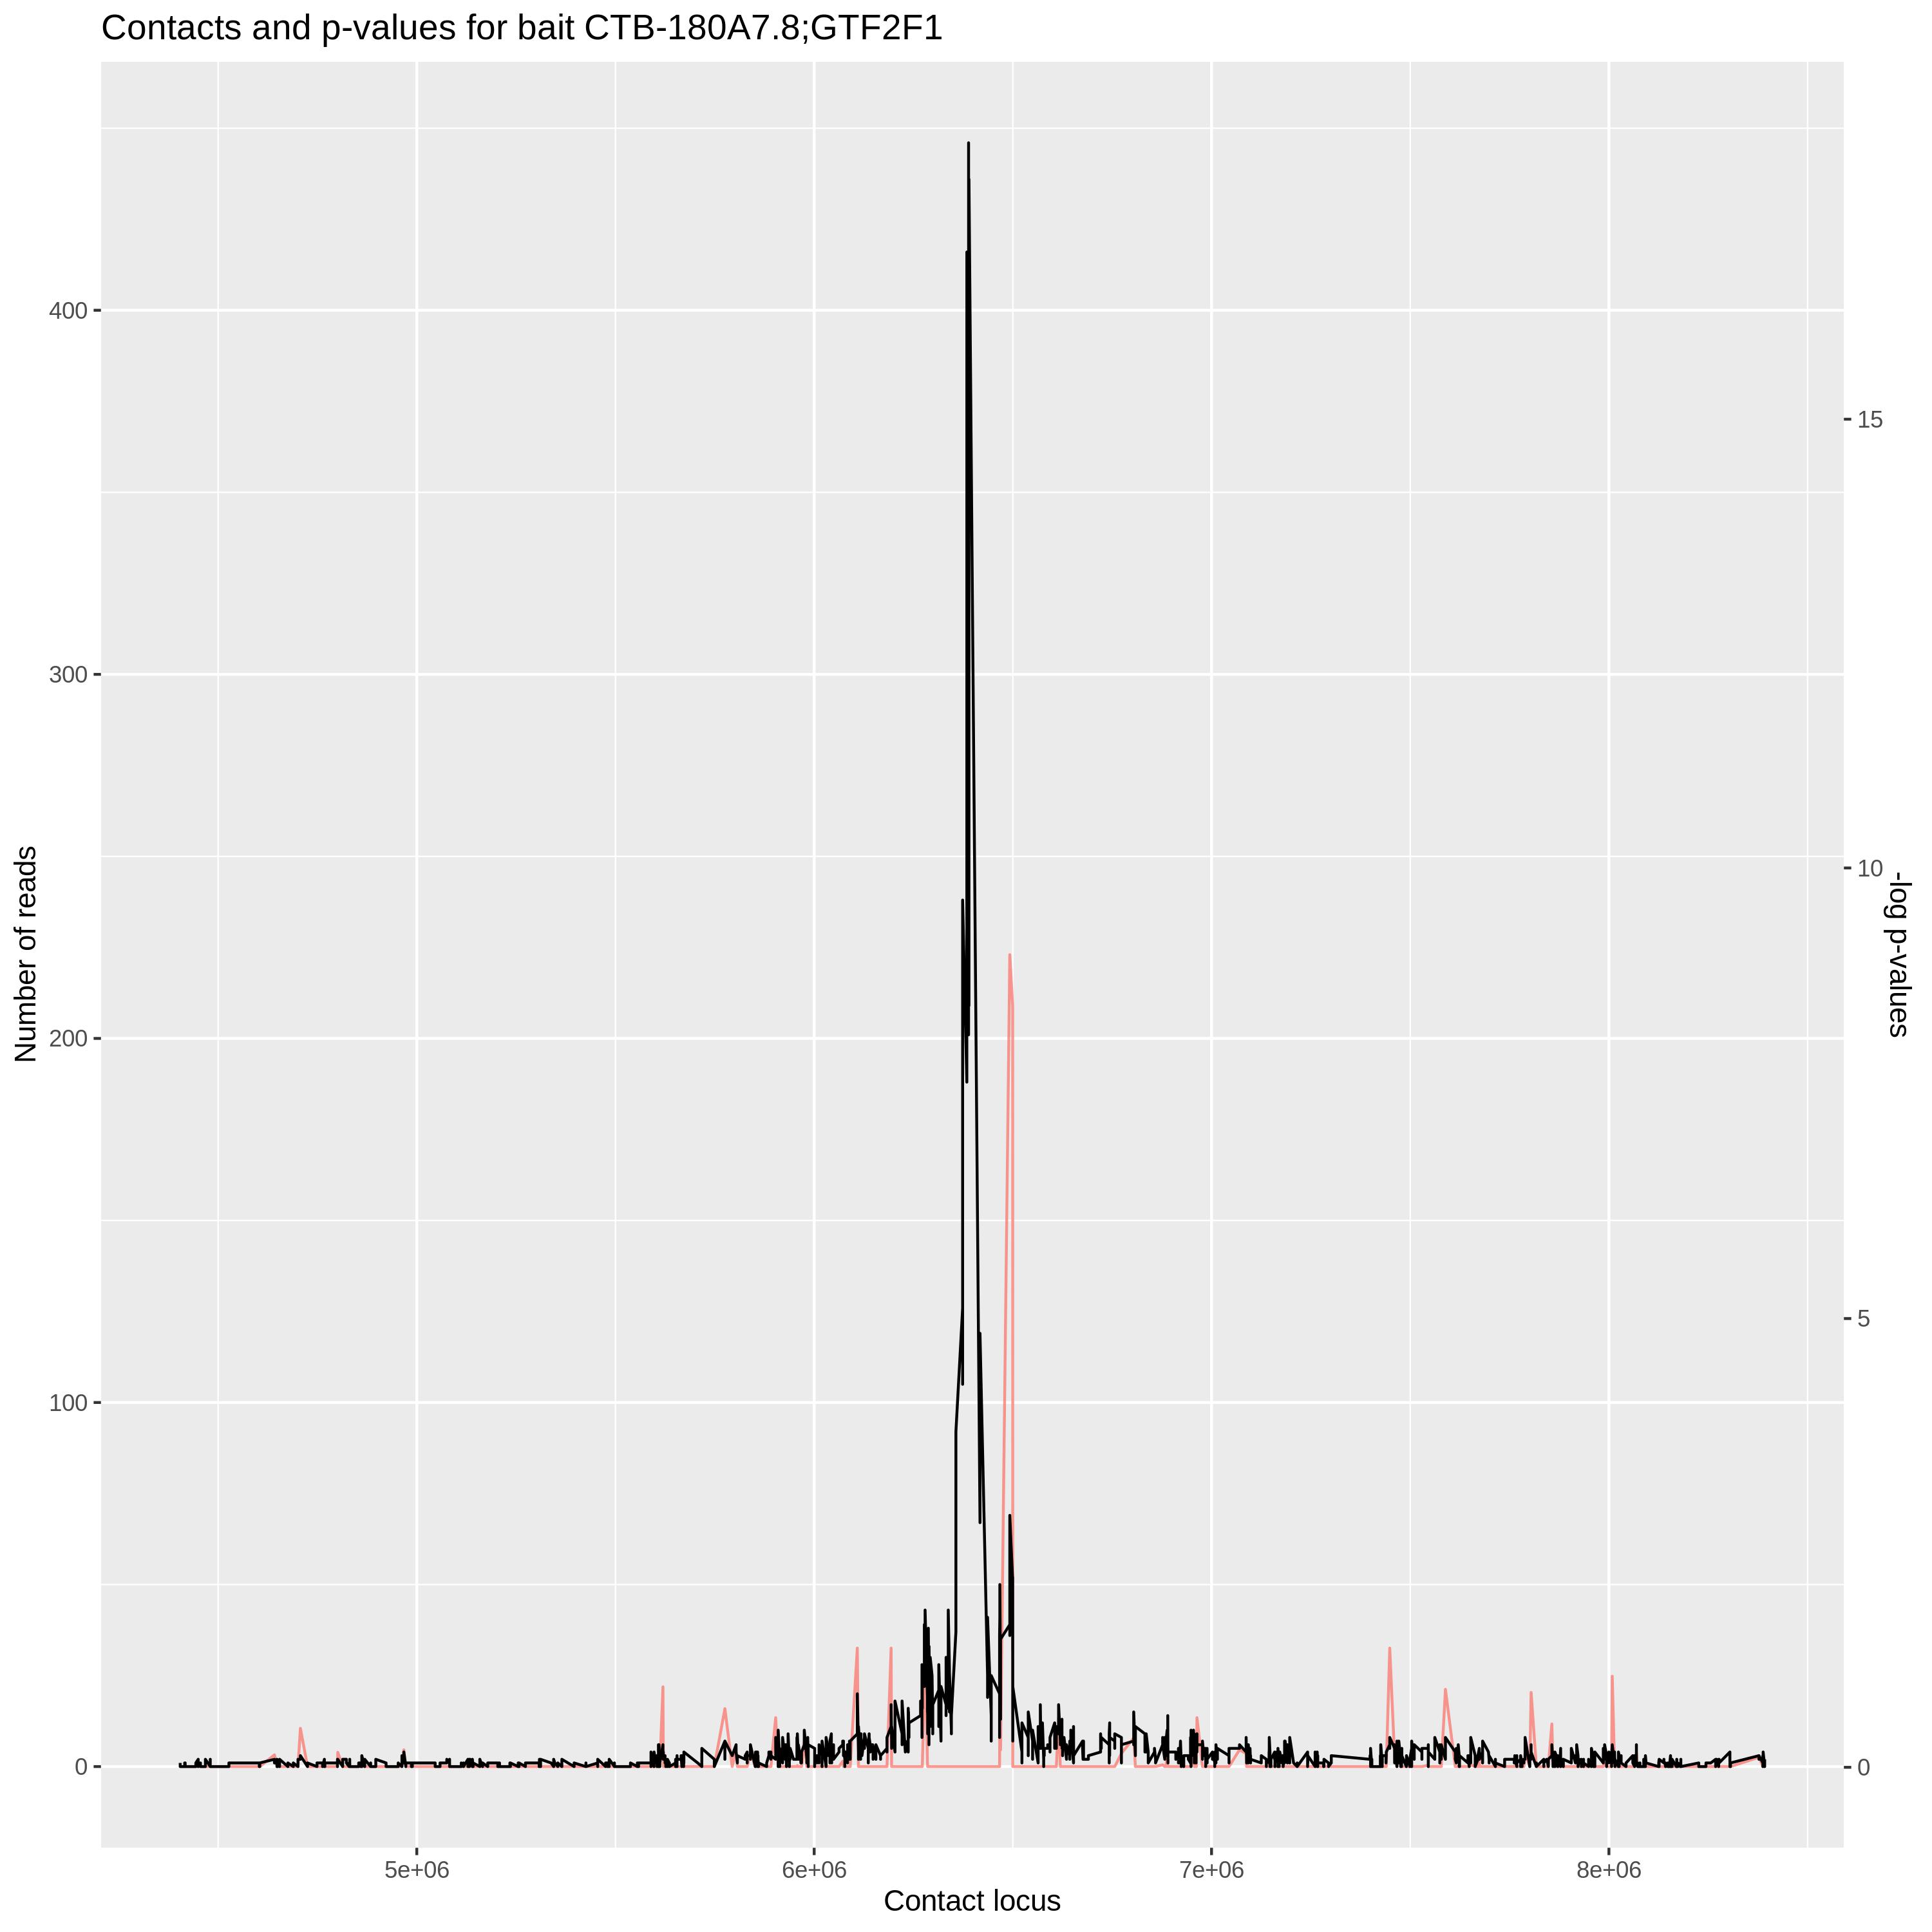 Contacts and p-values for bait CTB-180A7.8;GTF2F1
Number of reads
400
300
200
100
0
15
10
5
0
-log p-values
5e+06
6e+06
7e+06
8e+06
Contact locus